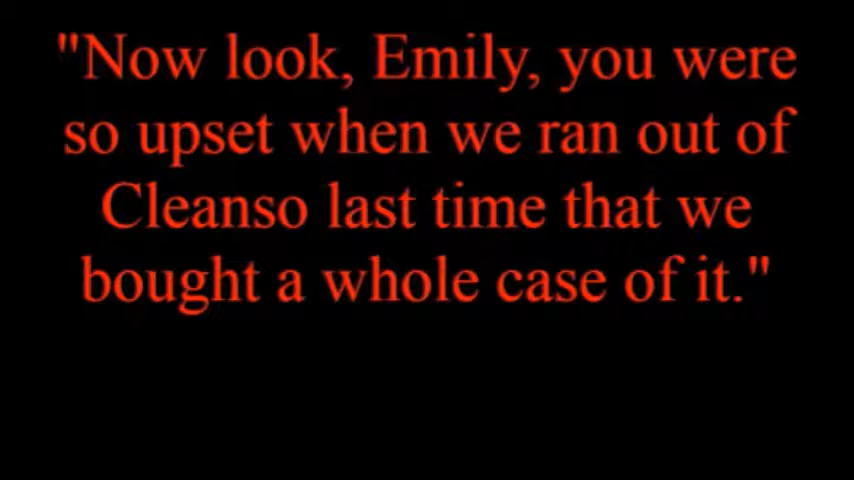 "Now look, Emily, you were
so upset when we ran out of
Cleanso last time that we
bought a whole case of it."